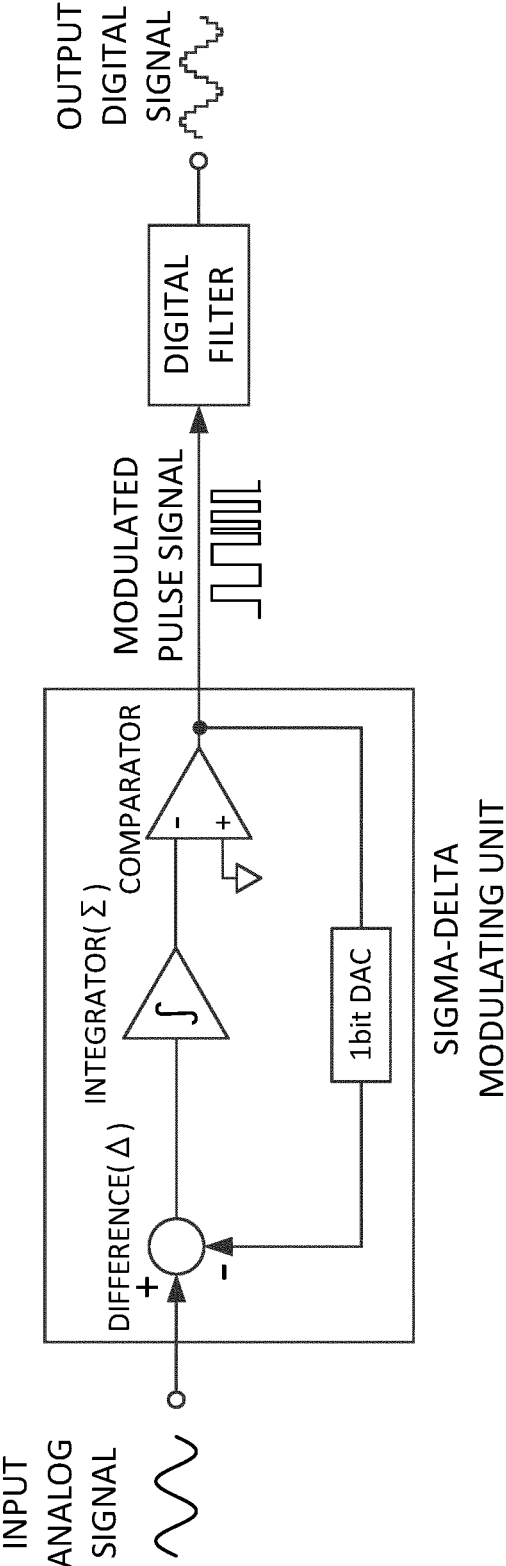 INPUT
ANALOG
SIGNAL
DIFFERENCE(Δ)
+
-
INTEGRATOR(Σ)
∫
COMPARATOR
-
+
1bit DAC
SIGMA-DELTA
MODULATING UNIT
MODULATED
PULSE SIGNAL
DIGITAL
FILTER
OUTPUT
DIGITAL
SIGNAL